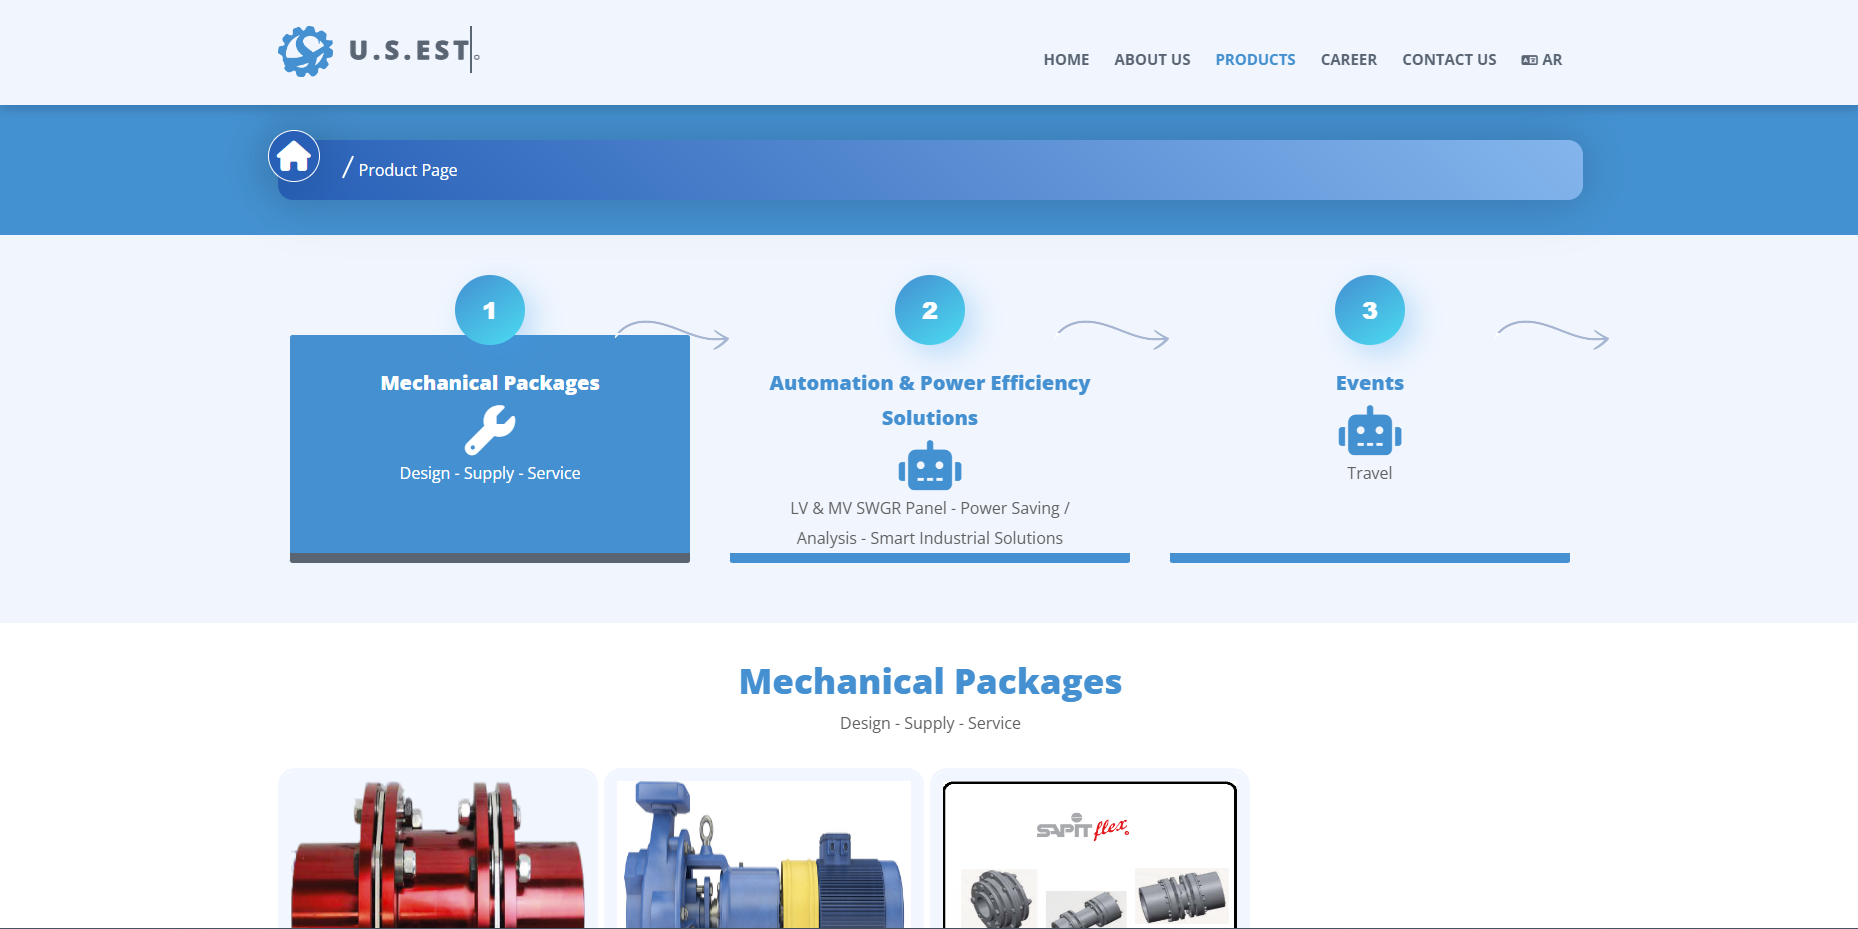 U.S.EST
HOME ABOUT US PRODUCTS CAREER CONTACT US AR
/ Product Page
1
2
3
Mechanical Packages
Design - Supply - Service
Automation & Power Efficiency
Solutions
LV & MV SWGR Panel - Power Saving /
Analysis - Smart Industrial Solutions
Events
Travel
Mechanical Packages
Design - Supply - Service
SAPIT flex